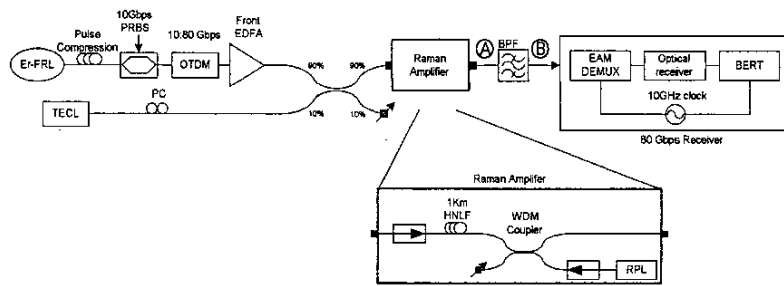 Pulse
Compression
10Gbps
PRBS
10:80 Gbps
Front
EDFA
Er-FRL
OTDM
90%
90%
10%
10%
PC
TECL
Raman
Amplifier
A
BPF
B
EAM
DEMUX
Optical
receiver
BERT
10GHz clock
80 Gbps Receiver
Raman Amplifer
1Km
HNLF
WDM
Coupler
RPL